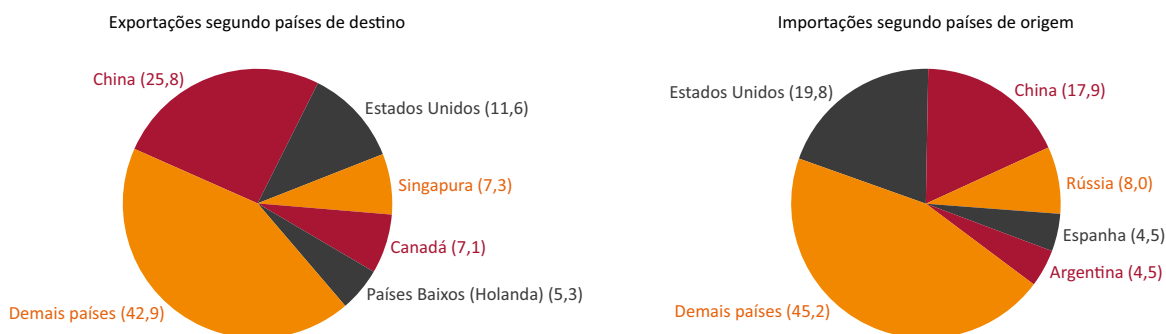 Exportações segundo países de destino
China (25,8)
Estados Unidos (11,6)
Singapura (7,3)
Canadá (7,1)
Países Baixos (Holanda) (5,3)
Demais países (42,9)
Importações segundo países de origem
Estados Unidos (19,8)
China (17,9)
Rússia (8,0)
Espanha (4,5)
Argentina (4,5)
Demais países (45,2)